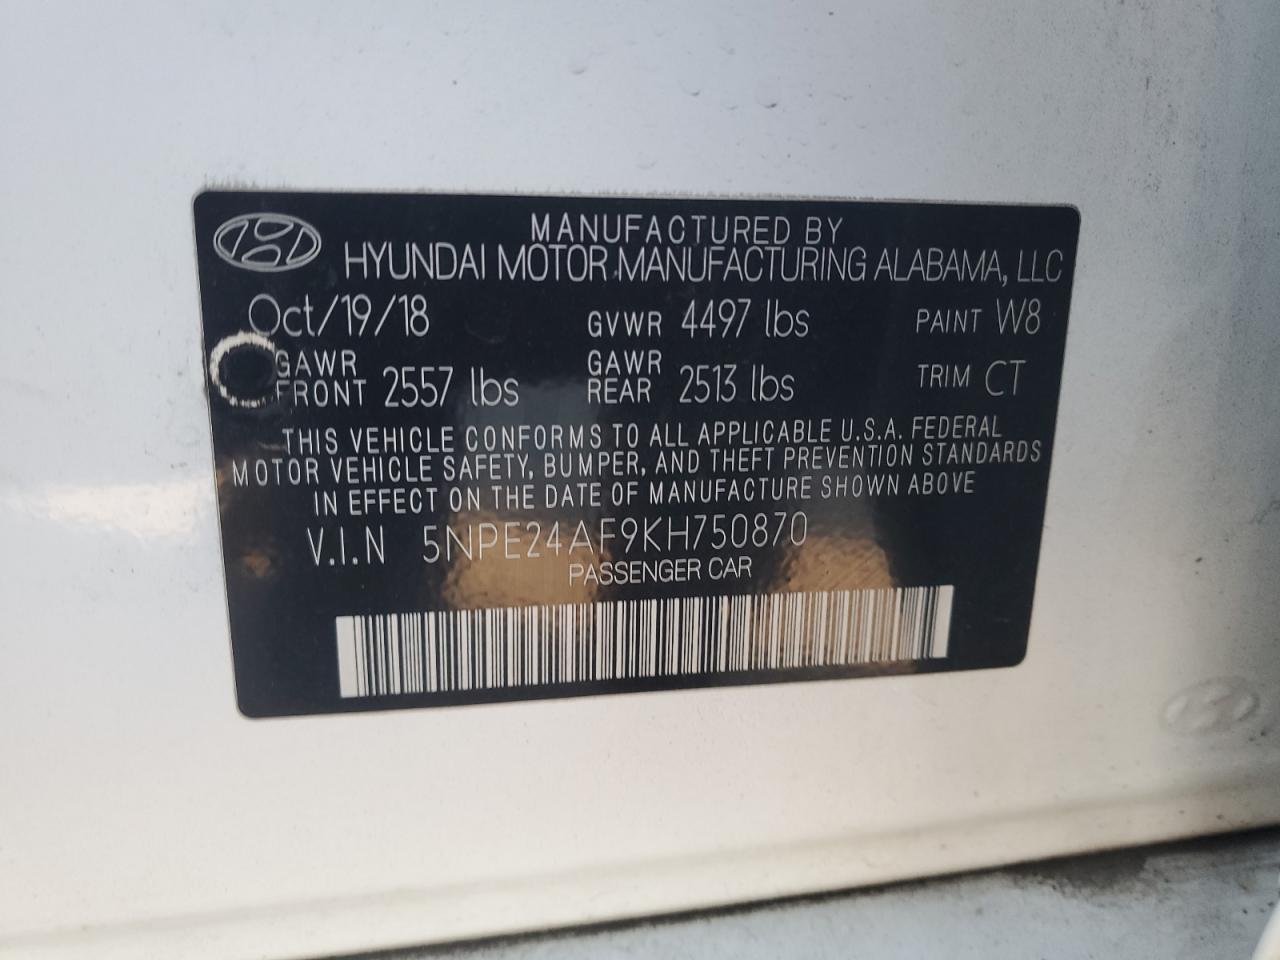 MANUFACTURED BY
HYUNDAI MOTOR MANUFACTURING ALABAMA, LLC
Oct/19/18 GVWR 4497 lbs PAINT W8
GAWR FRONT 2557 lbs GAWR REAR 2513 lbs TRIM CT
THIS VEHICLE CONFORMS TO ALL APPLICABLE U.S.A. FEDERAL
MOTOR VEHICLE SAFETY, BUMPER, AND THEFT PREVENTION STANDARDS
IN EFFECT ON THE DATE OF MANUFACTURE SHOWN ABOVE
V.I.N 5NPE24AF9KH750870
PASSENGER CAR